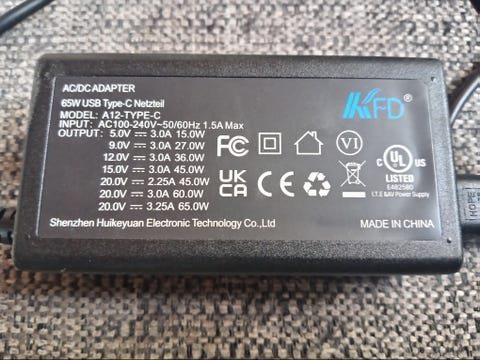 AC/DC ADAPTER
65W USB Type-C Netzteil
MODEL: A12-TYPE-C
INPUT: AC100-240V~50/60Hz 1.5A Max
OUTPUT: 5.0V ⎓ 3.0A 15.0W
9.0V ⎓ 3.0A 27.0W
12.0V ⎓ 3.0A 36.0W
15.0V ⎓ 3.0A 45.0W
20.0V ⎓ 2.25A 45.0W
20.0V ⎓ 3.0A 60.0W
20.0V ⎓ 3.25A 65.0W
Shenzhen Huikeyuan Electronic Technology Co.,Ltd
KFD®
FC
VI
UK
CA
EAC
CE
C UL US
LISTED
E482580
I.T.E &AV Power Supply
MADE IN CHINA